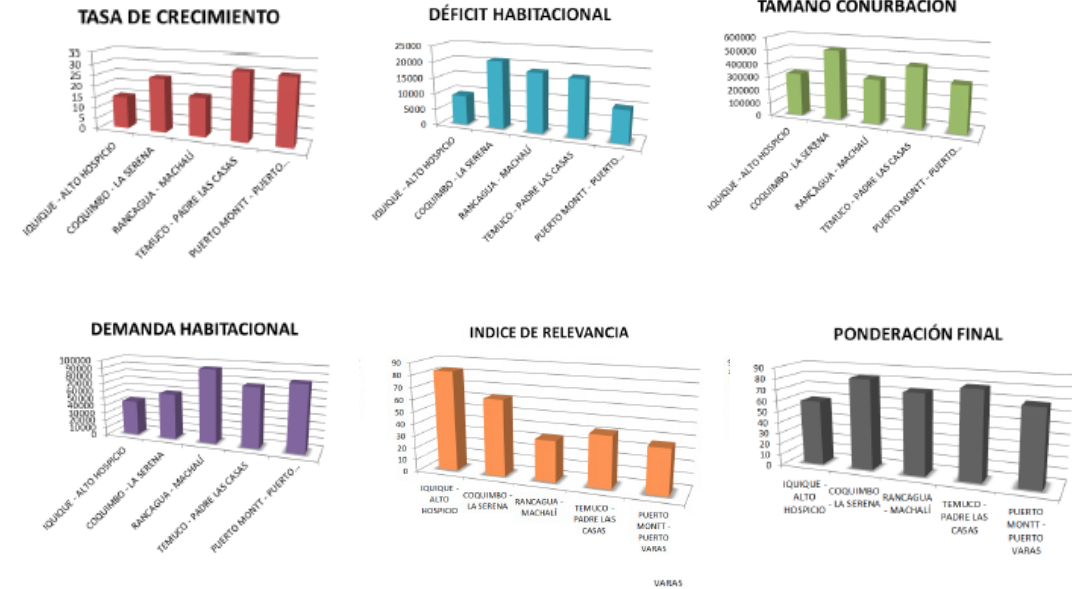 TASA DE CRECIMIENTO
35
30
25
20
15
10
5
0
IQUIQUE - ALTO HOSPICIO
COQUIMBO - LA SERENA
RANCAGUA - MACHALÍ
TEMUCO - PADRE LAS CASAS
PUERTO MONTT - PUERTO...
DÉFICIT HABITACIONAL
25000
20000
15000
10000
5000
0
IQUIQUE - ALTO HOSPICIO
COQUIMBO - LA SERENA
RANCAGUA - MACHALÍ
TEMUCO - PADRE LAS CASAS
PUERTO MONTT - PUERTO...
TAMAÑO CONURBACIÓN
600000
500000
400000
300000
200000
100000
0
IQUIQUE - ALTO HOSPICIO
COQUIMBO - LA SERENA
RANCAGUA - MACHALÍ
TEMUCO - PADRE LAS CASAS
PUERTO MONTT - PUERTO...
DEMANDA HABITACIONAL
100000
90000
80000
70000
60000
50000
40000
30000
20000
10000
0
IQUIQUE - ALTO HOSPICIO
COQUIMBO - LA SERENA
RANCAGUA - MACHALÍ
TEMUCO - PADRE LAS CASAS
PUERTO MONTT - PUERTO...
INDICE DE RELEVANCIA
90
80
70
60
50
40
30
20
10
0
IQUIQUE -
ALTO
HOSPICIO
COQUIMBO -
LA SERENA
RANCAGUA -
MACHALÍ
TEMUCO -
PADRE LAS
CASAS
PUERTO
MONTT -
PUERTO
VARAS
VARAS
PONDERACIÓN FINAL
90
80
70
60
50
40
30
20
10
0
IQUIQUE -
ALTO
HOSPICIO
COQUIMBO
- LA SERENA
RANCAGUA
- MACHALÍ
TEMUCO -
PADRE LAS
CASAS
PUERTO
MONTT -
PUERTO
VARAS